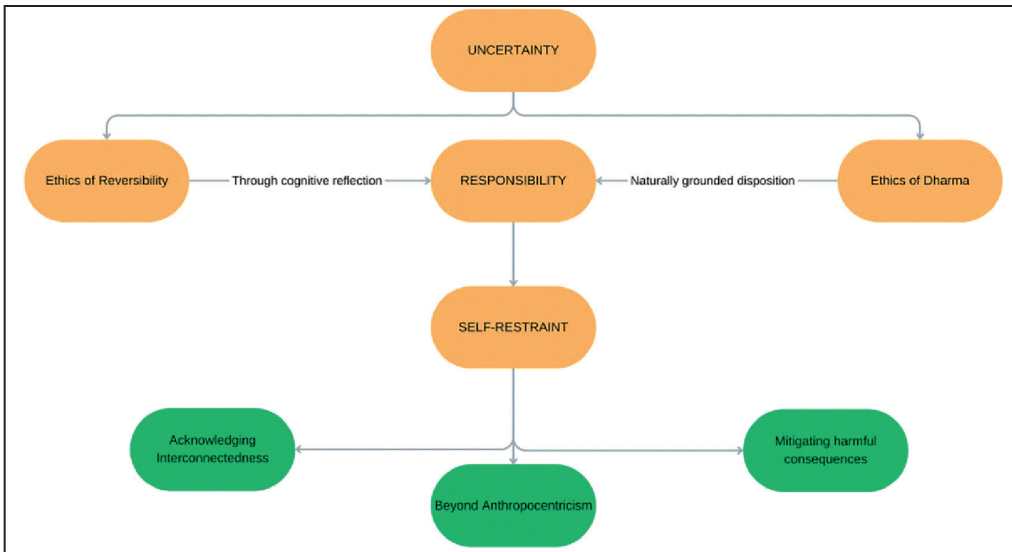 UNCERTAINTY
Ethics of Reversibility
Through cognitive reflection
RESPONSIBILITY
Naturally grounded disposition
Ethics of Dharma
SELF-RESTRAINT
Acknowledging
Interconnectedness
Mitigating harmful
consequences
Beyond Anthropocentricism